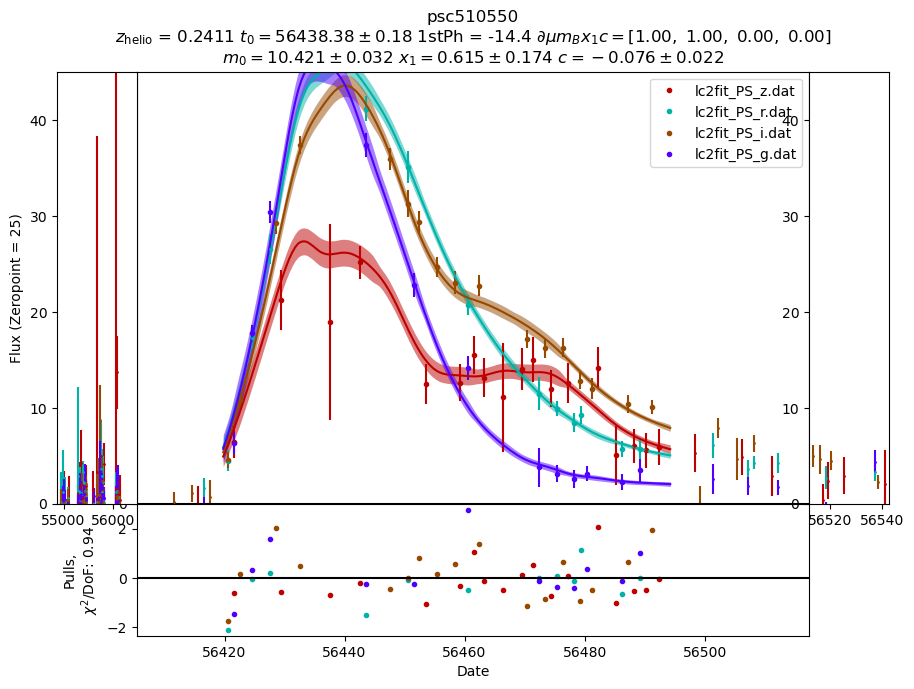 psc510550
z_helio = 0.2411 t_0 = 56438.38 ± 0.18 1stPh = -14.4 ∂μm_Bx_1c = [1.00, 1.00, 0.00, 0.00]
m_0 = 10.421 ± 0.032 x_1 = 0.615 ± 0.174 c = −0.076 ± 0.022
lc2fit_PS_z.dat
lc2fit_PS_r.dat
lc2fit_PS_i.dat
lc2fit_PS_g.dat
Flux (Zeropoint = 25)
40
30
20
10
0
40
30
20
10
0
0
55000
56000
56520
56540
Pulls,
χ²/DoF: 0.94
2
0
−2
56420
56440
56460
56480
56500
Date